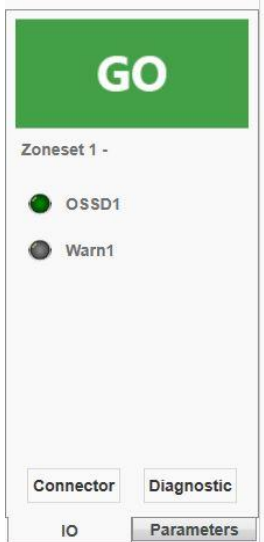 GO
Zoneset 1 -
OSSD1
Warn1
Connector Diagnostic
IO Parameters